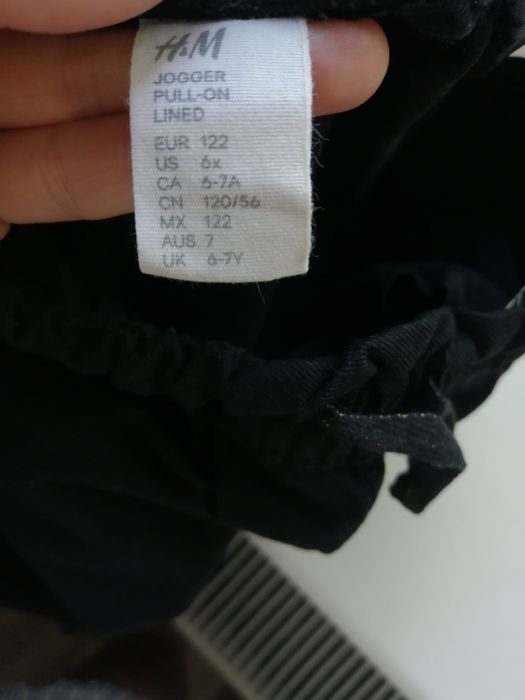 H&M
JOGGER
PULL-ON
LINED
EUR 122
US 6x
CA 6-7A
CN 120/56
MX 122
AUS. 7
UK 6-7Y